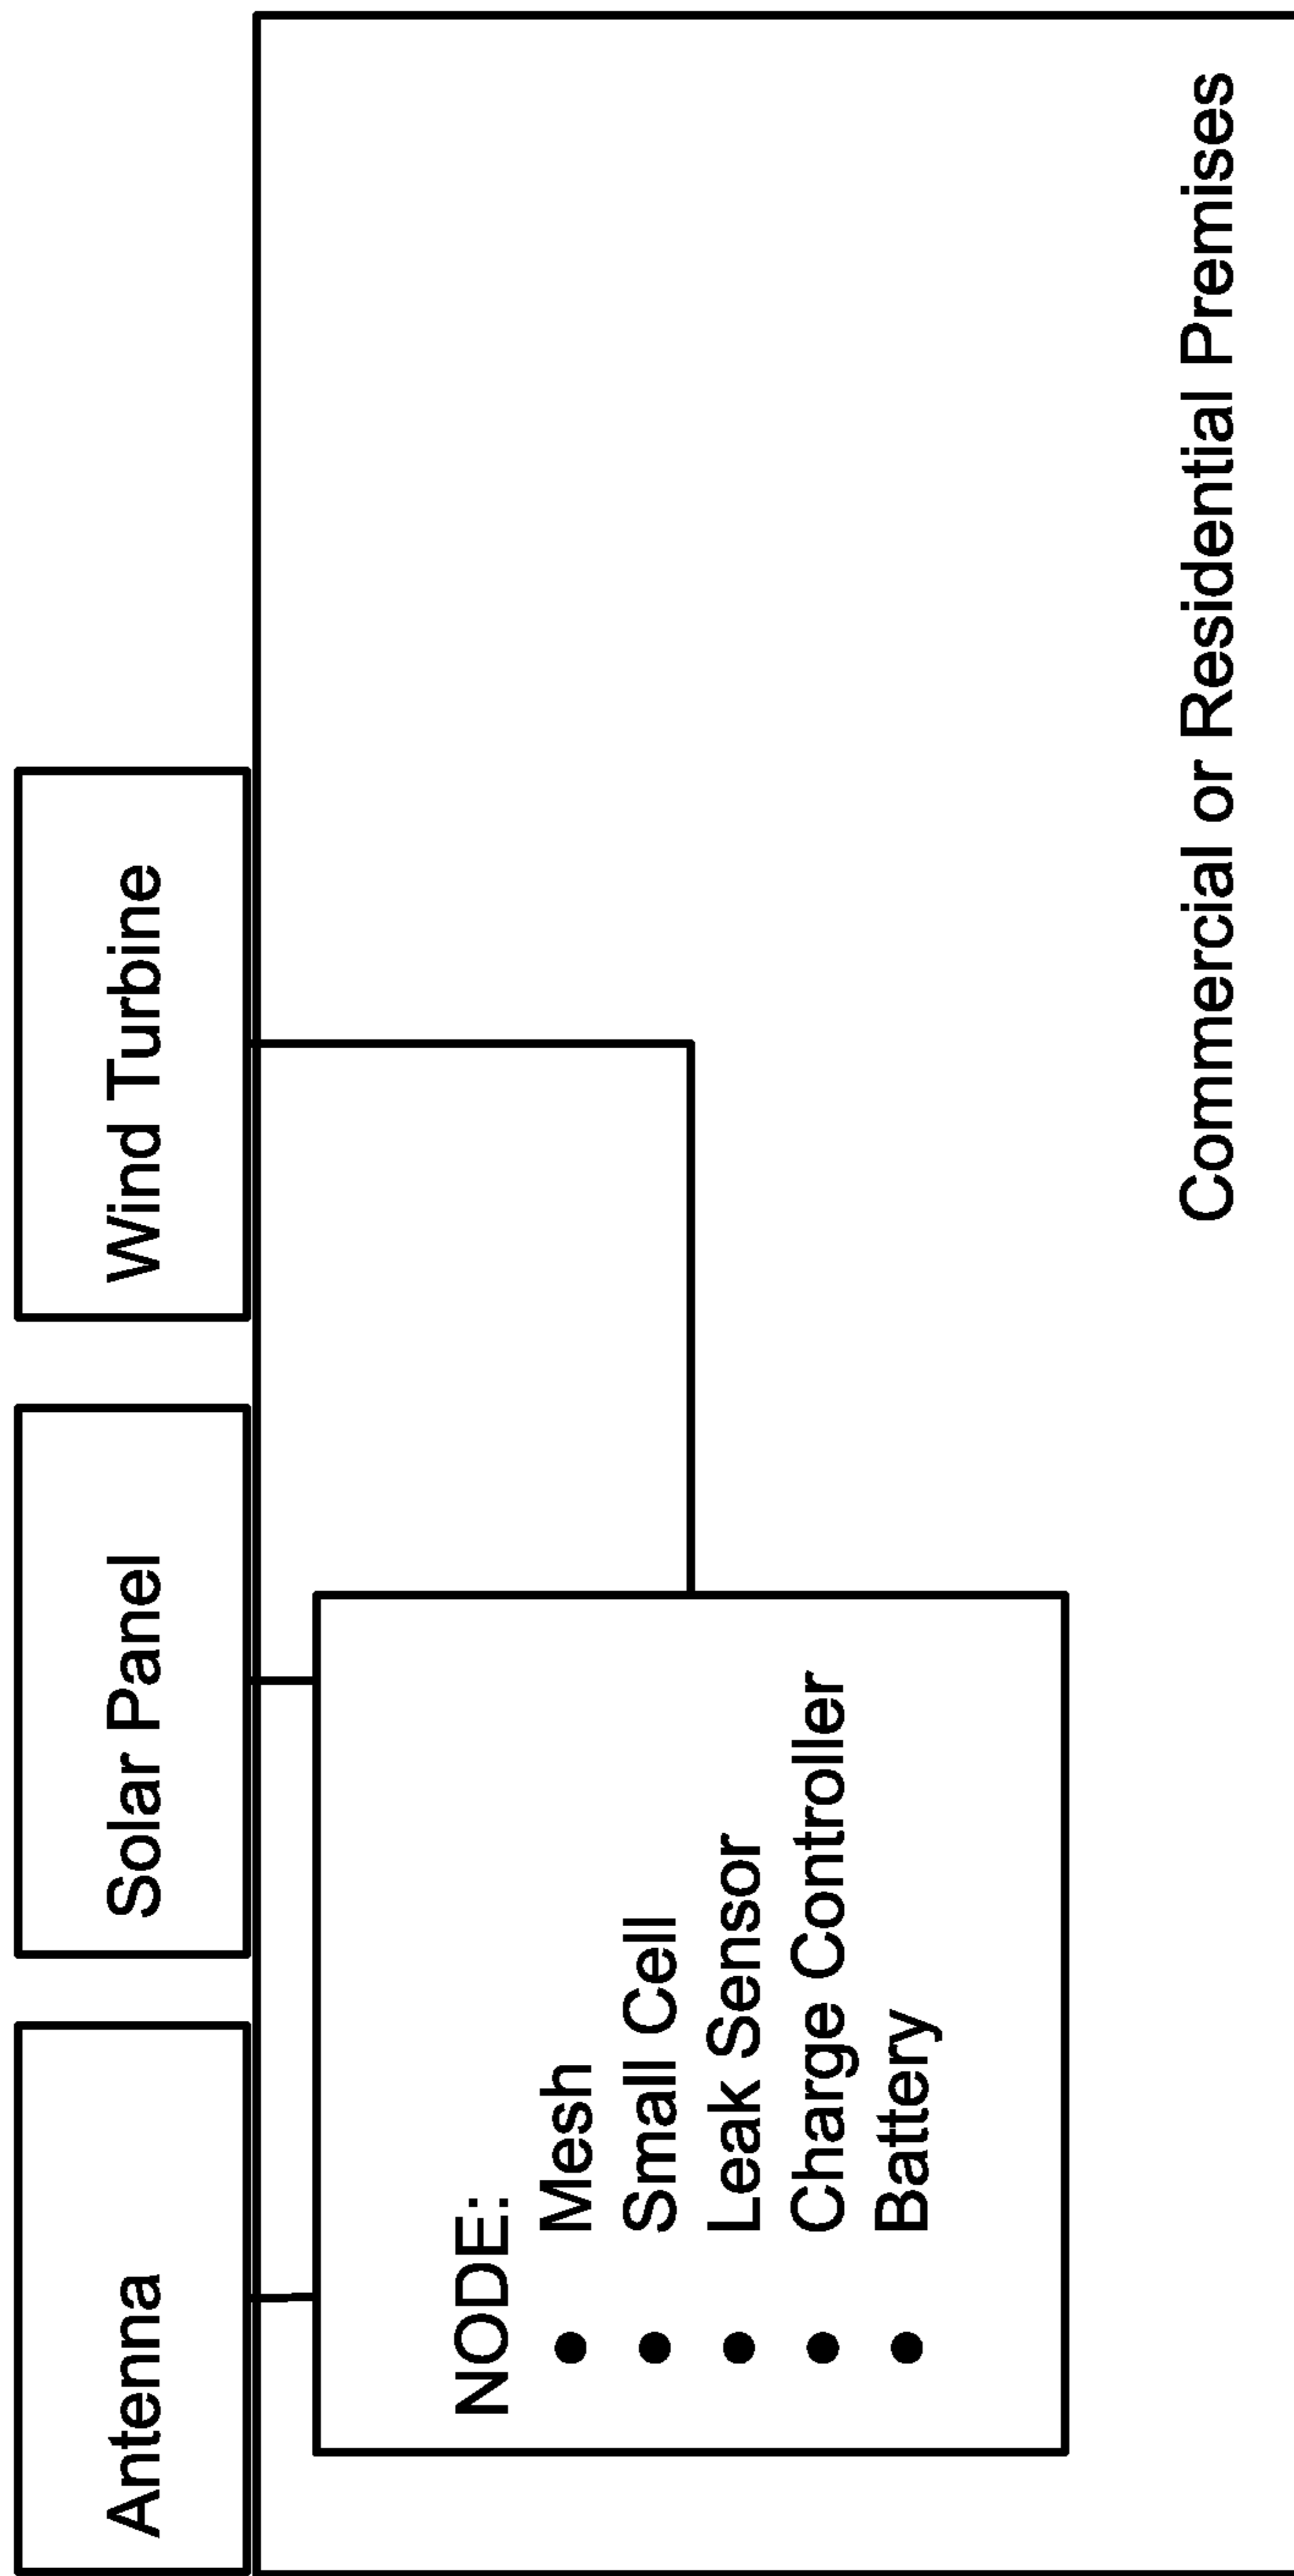 Antenna
Solar Panel
Wind Turbine
NODE:
• Mesh
• Small Cell
• Leak Sensor
• Charge Controller
• Battery
Commercial or Residential Premises